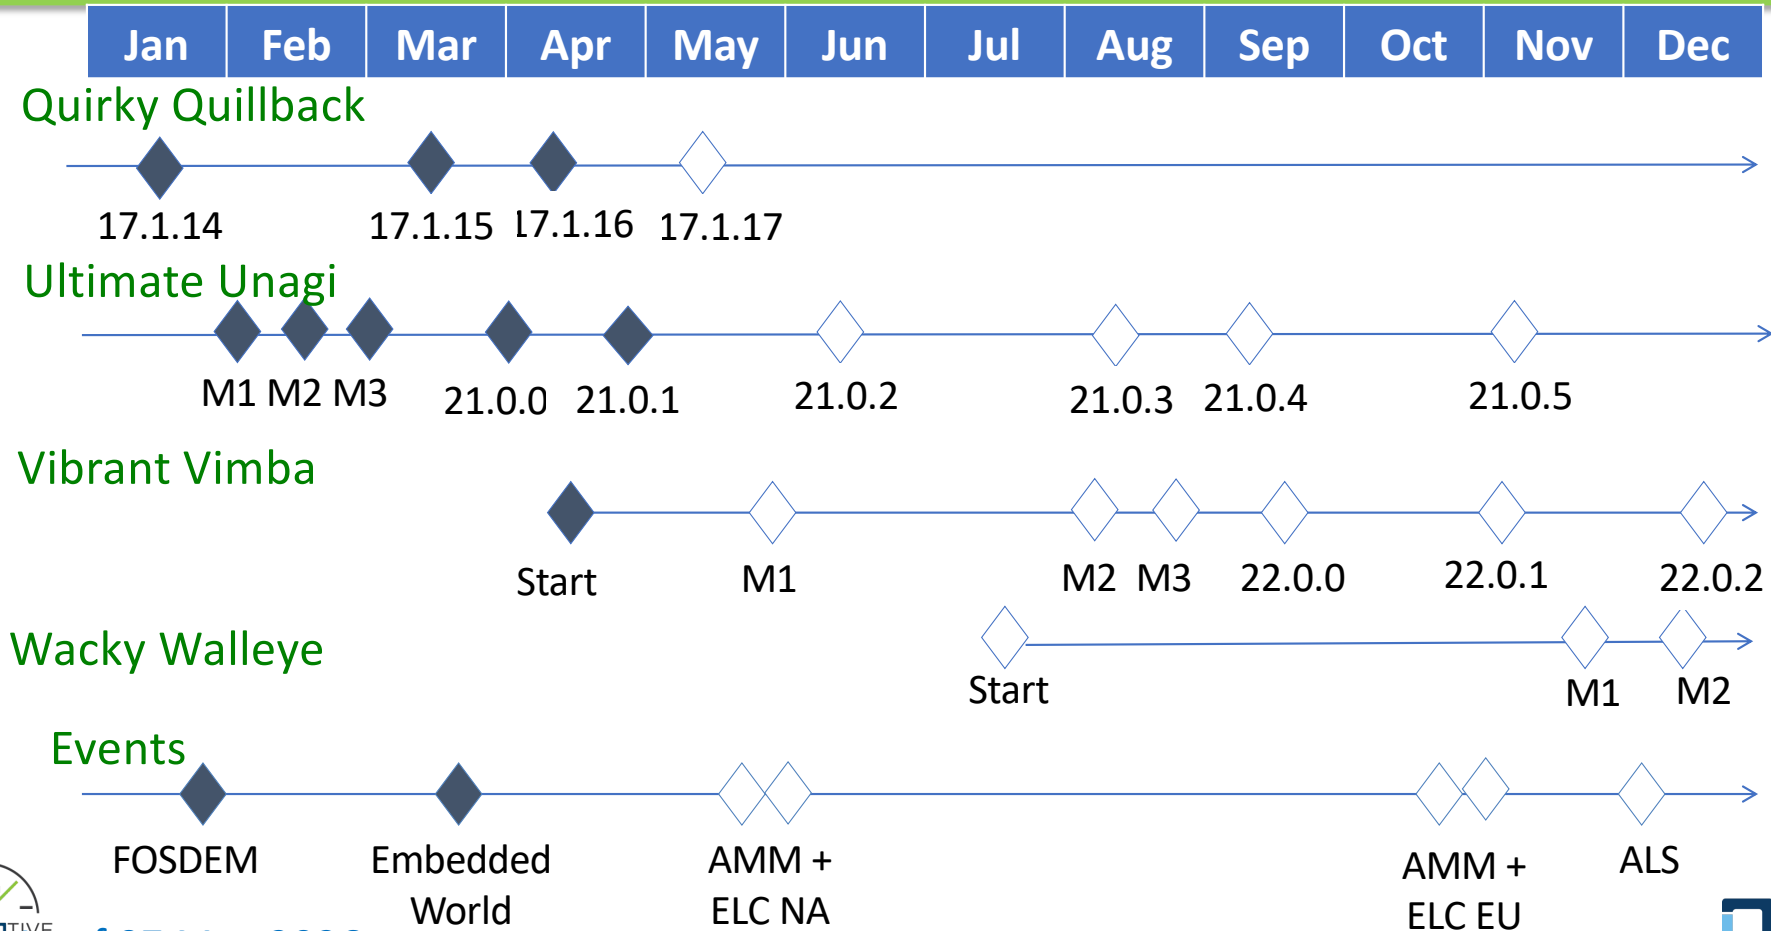 Jan Feb Mar Apr May Jun Jul Aug Sep Oct Nov Dec
Quirky Quillback
17.1.14 17.1.15 17.1.16 17.1.17
Ultimate Unagi
M1 M2 M3 21.0.0 21.0.1 21.0.2 21.0.3 21.0.4 21.0.5
Vibrant Vimba
Start M1 M2 M3 22.0.0 22.0.1 22.0.2
Wacky Walleye
Start M1 M2
Events
FOSDEM Embedded World AMM + ELC NA AMM + ELC EU ALS